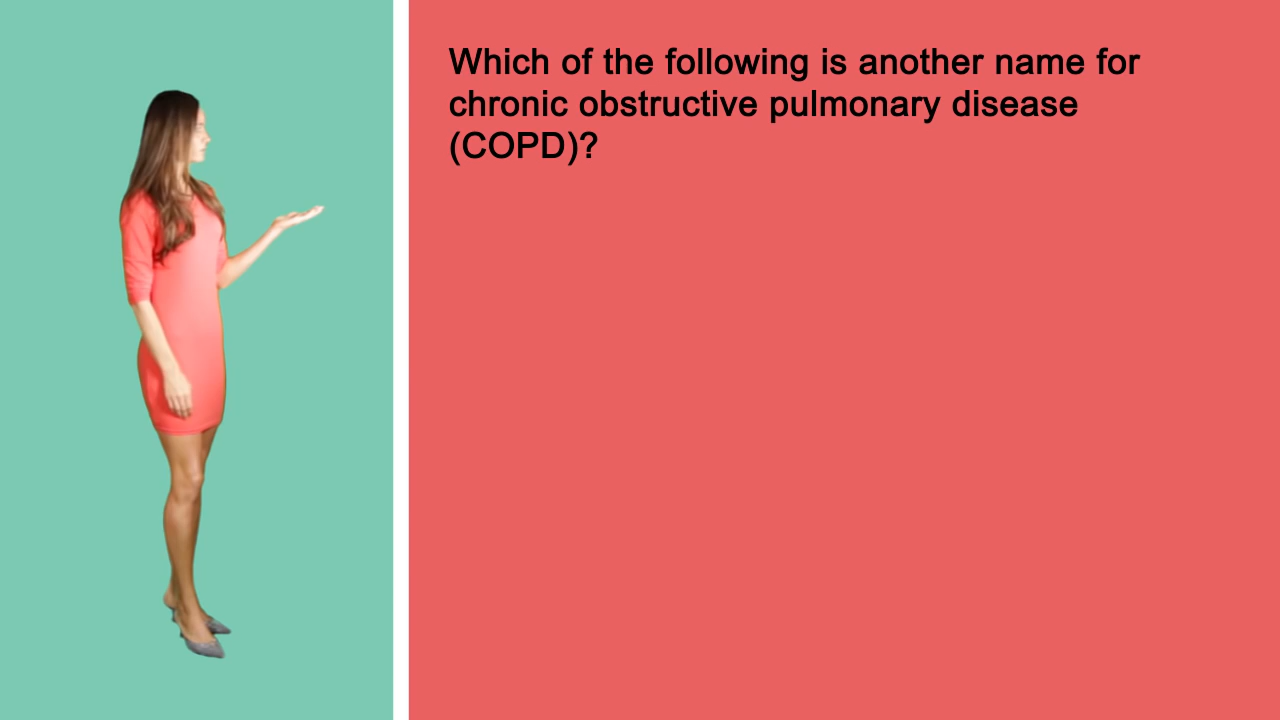 Which of the following is another name for
chronic obstructive pulmonary disease
(COPD)?